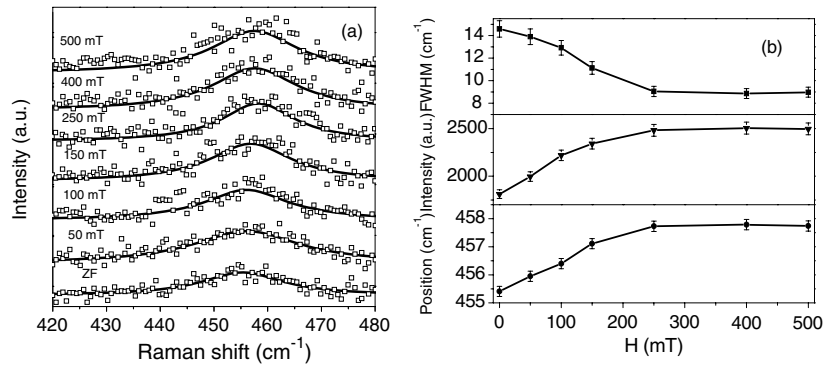 (a)
500 mT
400 mT
250 mT
150 mT
100 mT
50 mT
ZF
Intensity (a.u.)
420 430 440 450 460 470 480
Raman shift (cm⁻¹)
(b)
14
12
10
8
FWHM (cm⁻¹)
2500
2000
Intensity (a.u.)
458
457
456
455
Position (cm⁻¹)
0 100 200 300 400 500
H (mT)